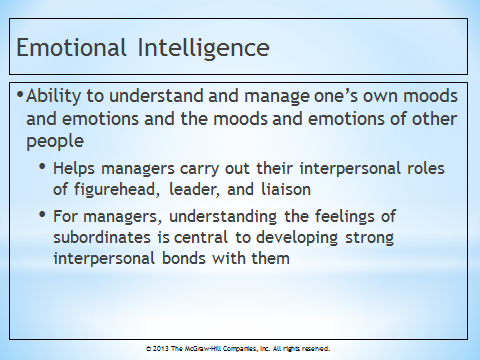 Emotional Intelligence
•Ability to understand and manage one’s own moods
and emotions and the moods and emotions of other
people
• Helps managers carry out their interpersonal roles
of figurehead, leader, and liaison
• For managers, understanding the feelings of
subordinates is central to developing strong
interpersonal bonds with them
© 2013 The McGraw-Hill Companies, Inc. All rights reserved.